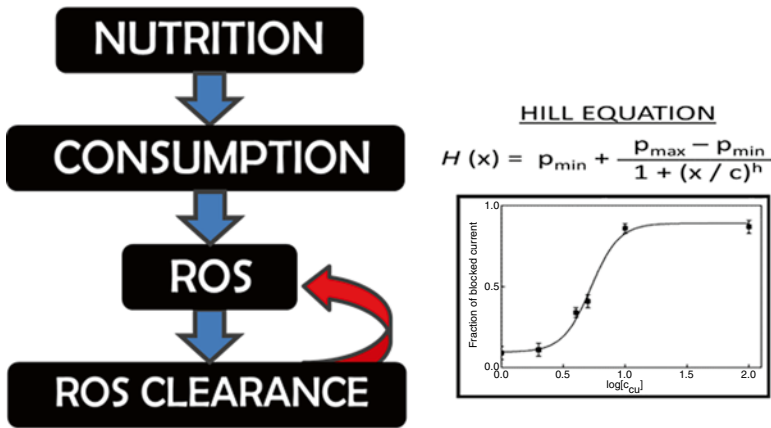 NUTRITION
CONSUMPTION
ROS
ROS CLEARANCE
HILL EQUATION
H (x) = p_min + (p_max − p_min) / (1 + (x / c)^h)
Fraction of blocked current
1.0
0.5
0.0
0.0 0.5 1.0 1.5 2.0
log[c_cu]